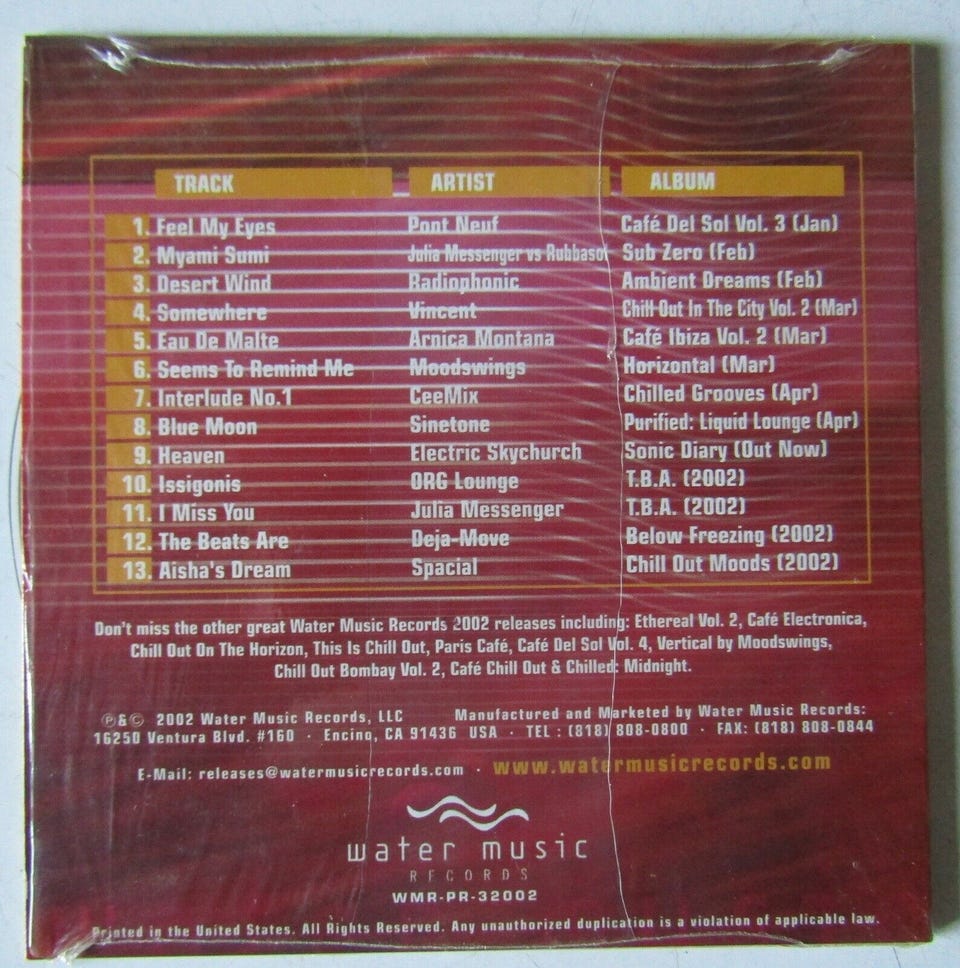 TRACK ARTIST ALBUM
1. Feel My Eyes Pont Neuf Café Del Sol Vol. 3 (Jan)
2. Myami Sumi Julia Messenger vs Rubbasol Sub Zero (Feb)
3. Desert Wind Radiophonic Ambient Dreams (Feb)
4. Somewhere Vincent Chill Out In The City Vol. 2 (Mar)
5. Eau De Malte Arnica Montana Café Ibiza Vol. 2 (Mar)
6. Seems To Remind Me Moodswings Horizontal (Mar)
7. Interlude No.1 CeeMix Chilled Grooves (Apr)
8. Blue Moon Sinetone Purified: Liquid Lounge (Apr)
9. Heaven Electric Skychurch Sonic Diary (Out Now)
10. Issigonis ORG Lounge T.B.A. (2002)
11. I Miss You Julia Messenger T.B.A. (2002)
12. The Beats Are Deja-Move Below Freezing (2002)
13. Aisha's Dream Spacial Chill Out Moods (2002)
Don't miss the other great Water Music Records 2002 releases including: Ethereal Vol. 2, Café Electronica,
Chill Out On The Horizon, This Is Chill Out, Paris Café, Café Del Sol Vol. 4, Vertical by Moodswings,
Chill Out Bombay Vol. 2, Café Chill Out & Chilled: Midnight.
℗&© 2002 Water Music Records, LLC Manufactured and Marketed by Water Music Records:
16250 Ventura Blvd. #160 · Encino, CA 91436 USA · TEL : (818) 808-0800 · FAX: (818) 808-0844
E-Mail: releases@watermusicrecords.com · www.watermusicrecords.com
water music
RECORDS
WMR-PR-32002
Printed in the United States. All Rights Reserved. Any unauthorized duplication is a violation of applicable law.